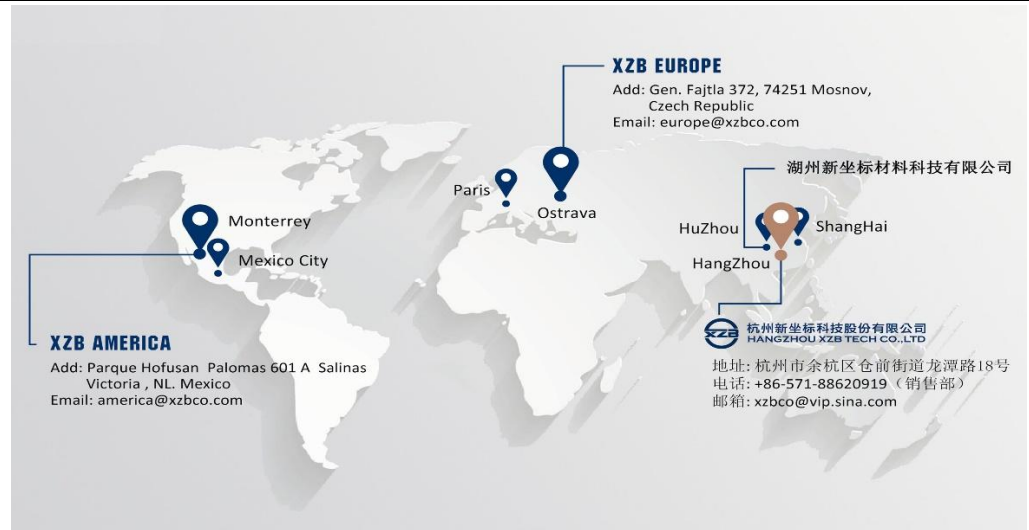 XZB EUROPE
Add: Gen. Fajtla 372, 74251 Mosnov,
Czech Republic
Email: europe@xzbco.com
湖州新坐标材料科技有限公司
Paris
Ostrava
Monterrey
Mexico City
HuZhou
ShangHai
HangZhou
XZB AMERICA
Add: Parque Hofusan Palomas 601 A Salinas
Victoria , NL. Mexico
Email: america@xzbco.com
XZB
杭州新坐标科技股份有限公司
HANGZHOU XZB TECH CO.,LTD
地址: 杭州市余杭区仓前街道龙潭路18号
电话: +86-571-88620919（销售部）
邮箱: xzbco@vip.sina.com